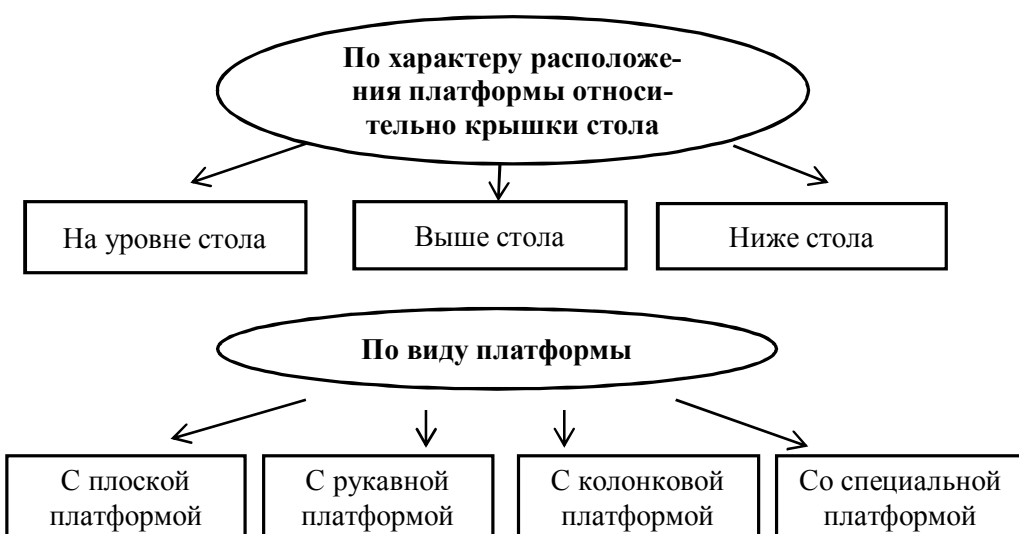 По характеру расположе-
ния платформы относи-
тельно крышки стола
На уровне стола
Выше стола
Ниже стола
По виду платформы
С плоской
платформой
С рукавной
платформой
С колонковой
платформой
Со специальной
платформой